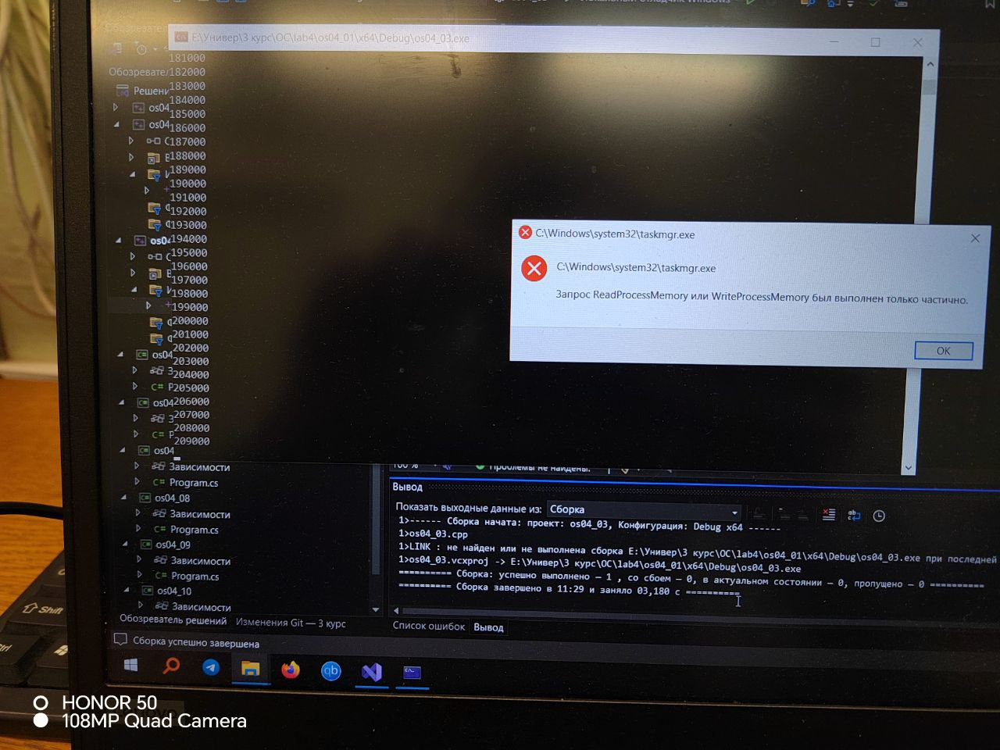 E:\Универ\3 курс\ОС\lab4\os04_01\x64\Debug\os04_03.exe
181000
182000
183000
184000
185000
186000
187000
188000
189000
190000
191000
192000
193000
194000
195000
196000
197000
198000
199000
200000
201000
202000
203000
204000
205000
206000
207000
208000
209000
Решени
os04
os04
os04
os04
os04
os04
Зависимости
Program.cs
os04_08
Зависимости
Program.cs
os04_09
Зависимости
Program.cs
os04_10
Зависимости
Обозреватель решений
Изменения Git — 3 курс
Сборка успешно завершена
C:\Windows\system32\taskmgr.exe
C:\Windows\system32\taskmgr.exe
Запрос ReadProcessMemory или WriteProcessMemory был выполнен только частично.
OK
100 %
Проблемы не найдены.
Вывод
Показать выходные данные из: Сборка
1>------ Сборка начата: проект: os04_03, Конфигурация: Debug x64 ------
1>os04_03.cpp
1>LINK : не найден или не выполнена сборка E:\Универ\3 курс\ОС\lab4\os04_01\x64\Debug\os04_03.exe при последней
1>os04_03.vcxproj -> E:\Универ\3 курс\ОС\lab4\os04_01\x64\Debug\os04_03.exe
========== Сборка: успешно выполнено — 1 , со сбоем — 0, в актуальном состоянии — 0, пропущено — 0 ==========
========== Сборка завершено в 11:29 и заняло 03,180 с ==========
Список ошибок
Вывод
qb
Shift
HONOR 50
108MP Quad Camera